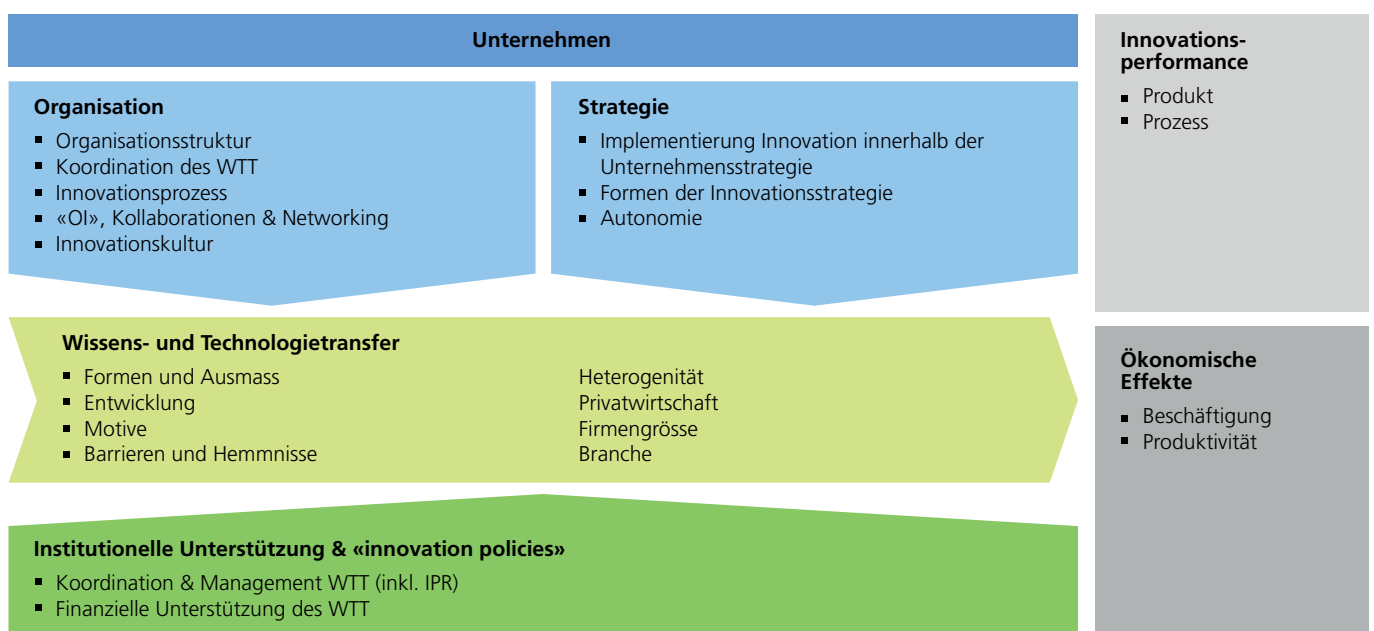 Unternehmen
Organisation
▪ Organisationsstruktur
▪ Koordination des WTT
▪ Innovationsprozess
▪ «OI», Kollaborationen & Networking
▪ Innovationskultur
Strategie
▪ Implementierung Innovation innerhalb der
Unternehmensstrategie
▪ Formen der Innovationsstrategie
▪ Autonomie
Wissens- und Technologietransfer
▪ Formen und Ausmass
▪ Entwicklung
▪ Motive
▪ Barrieren und Hemmnisse
Heterogenität
Privatwirtschaft
Firmengrösse
Branche
Institutionelle Unterstützung & «innovation policies»
▪ Koordination & Management WTT (inkl. IPR)
▪ Finanzielle Unterstützung des WTT
Innovations-
performance
▪ Produkt
▪ Prozess
Ökonomische
Effekte
▪ Beschäftigung
▪ Produktivität